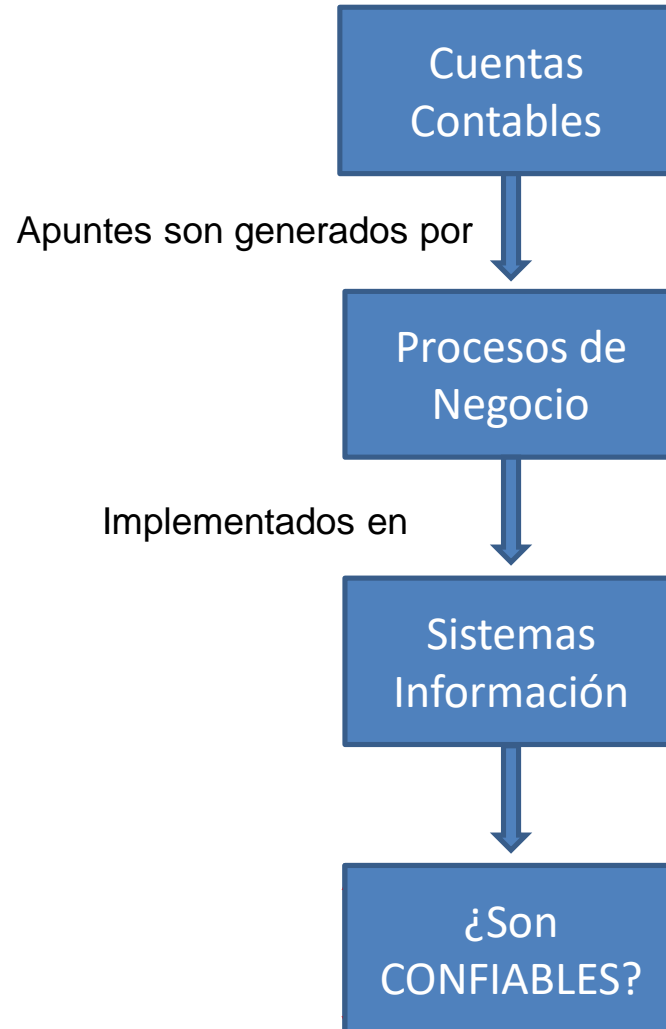 Cuentas
Contables
Apuntes son generados por
Procesos de
Negocio
Implementados en
Sistemas
Información
¿Son
CONFIABLES?